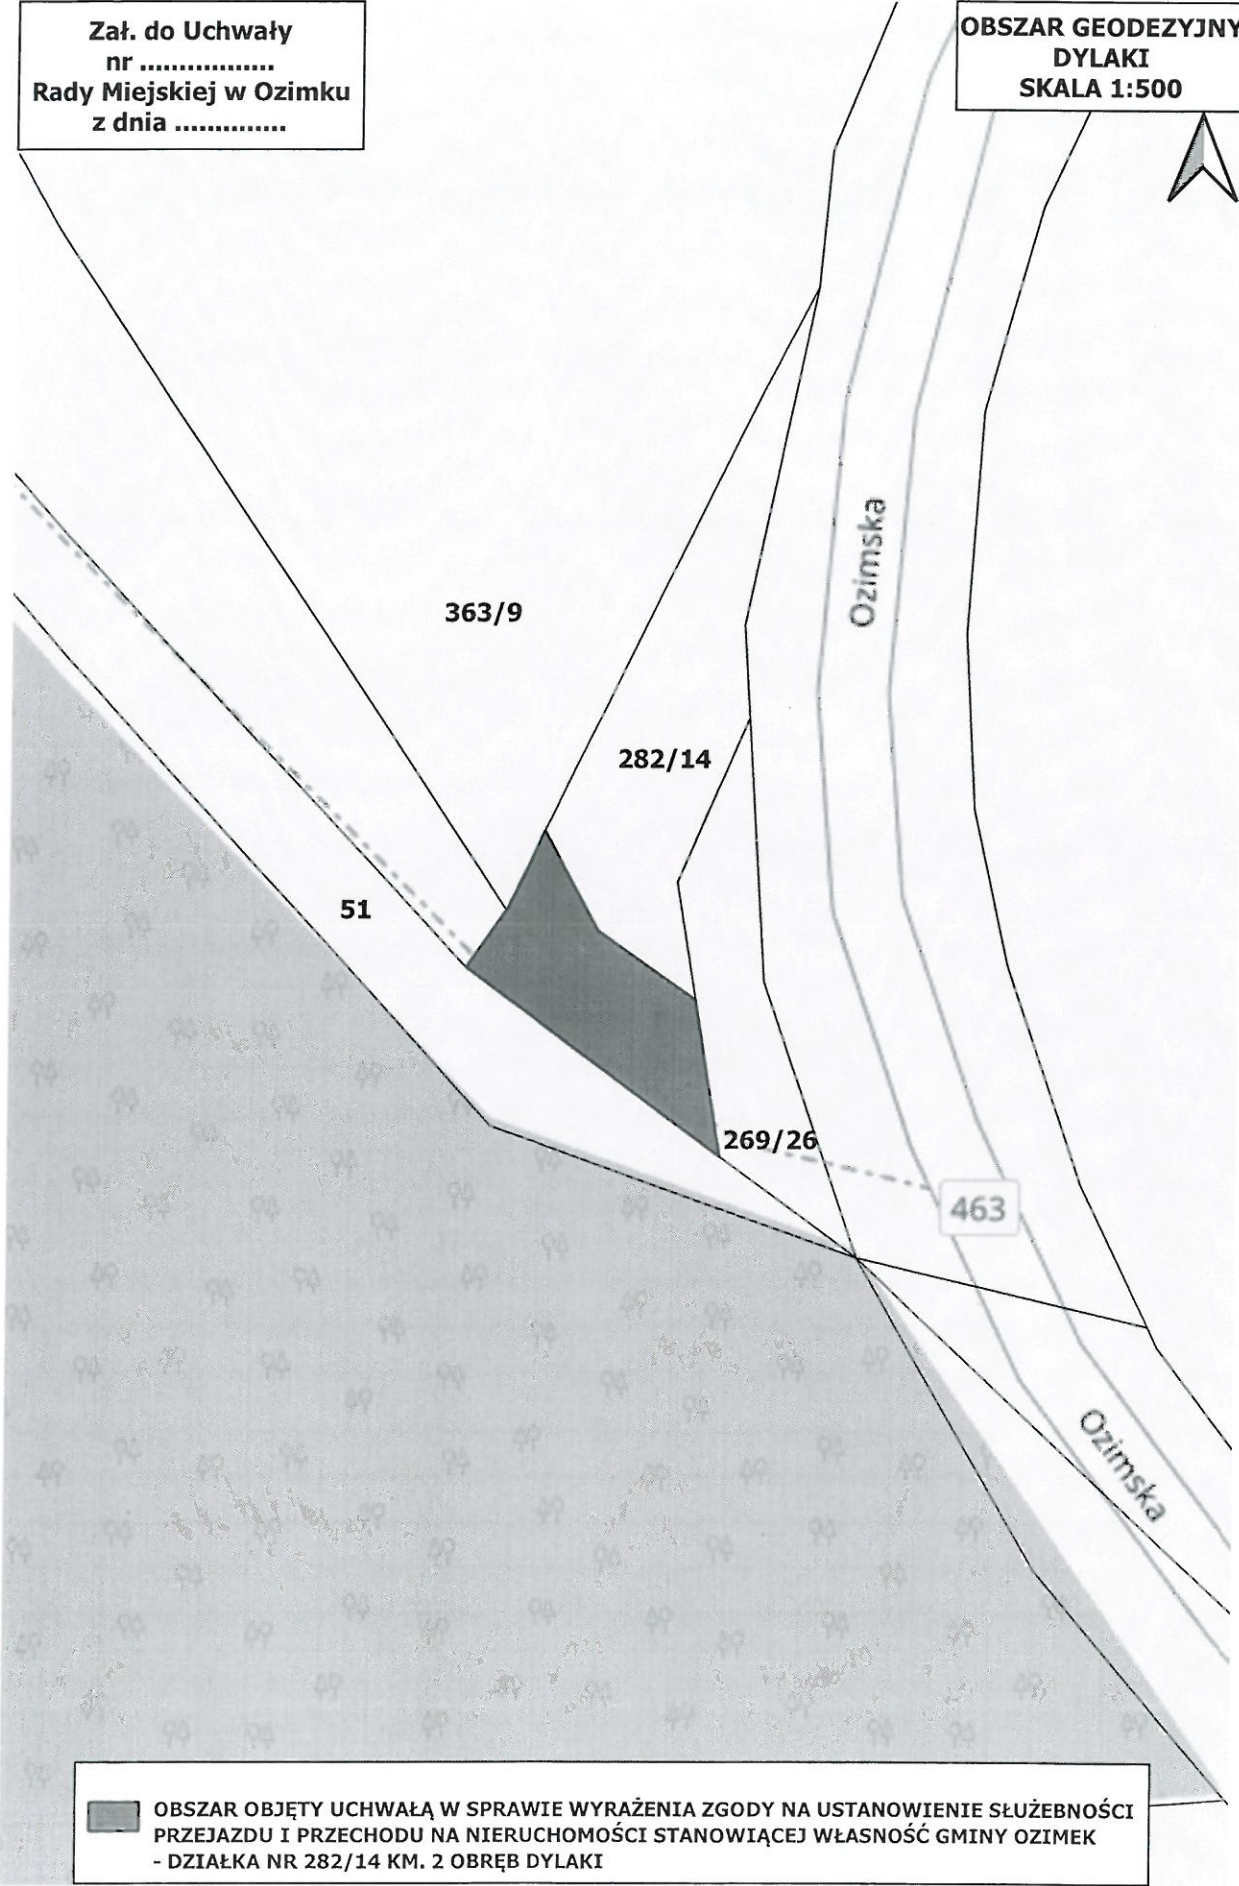 Zał. do Uchwały
nr .................
Rady Miejskiej w Ozimku
z dnia ..............
OBSZAR GEODEZYJNY
DYLAKI
SKALA 1:500
Ozimska
363/9
282/14
51
269/26
463
Ozimska
OBSZAR OBJĘTY UCHWAŁĄ W SPRAWIE WYRAŻENIA ZGODY NA USTANOWIENIE SŁUŻEBNOŚCI
PRZEJAZDU I PRZECHODU NA NIERUCHOMOŚCI STANOWIĄCEJ WŁASNOŚĆ GMINY OZIMEK
- DZIAŁKA NR 282/14 KM. 2 OBRĘB DYLAKI